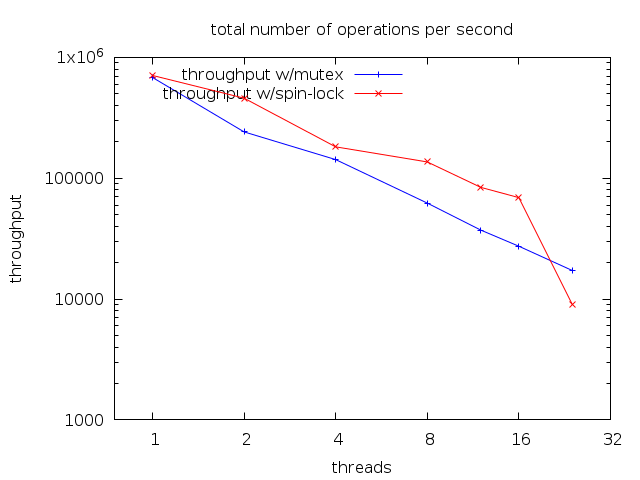 total number of operations per second
1x10⁶
throughput w/mutex
throughput w/spin-lock
100000
throughput
10000
1000
1 2 4 8 16 32
threads